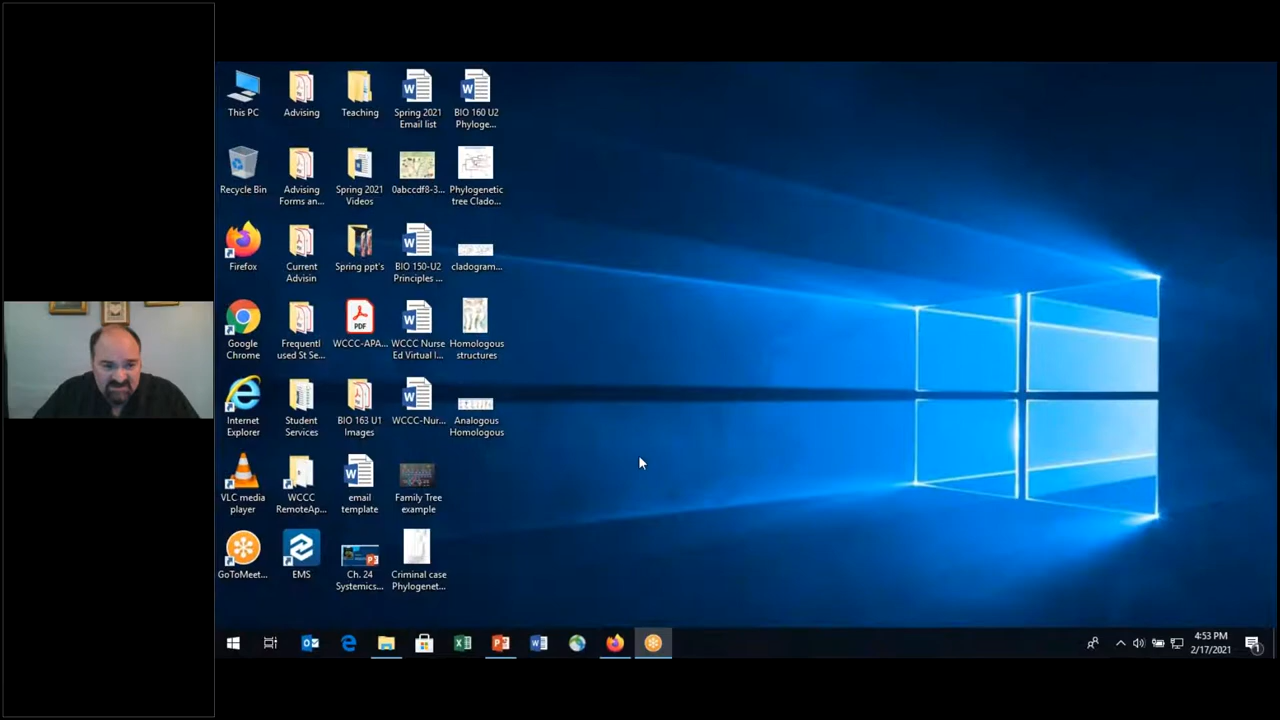 This PC
Advising
Teaching
Spring 2021
Email list
BIO 160 U2
Phyloge...
Recycle Bin
Advising
Forms an...
Spring 2021
Videos
0abccdf8-3...
Phylogenetic
tree Clado...
Firefox
Current
Advisin
Spring ppt's
BIO 150-U2
Principles ...
cladogram...
Google
Chrome
Frequentl
used St Se...
WCCC-APA...
WCCC Nurse
Ed Virtual I...
Homologous
structures
Internet
Explorer
Student
Services
BIO 163 U1
Images
WCCC-Nur...
Analogous
Homologous
VLC media
player
WCCC
RemoteAp...
email
template
Family Tree
example
GoToMeet...
EMS
Ch. 24
Systemics...
Criminal case
Phylogenet...
PDF
4:53 PM
2/17/2021
1